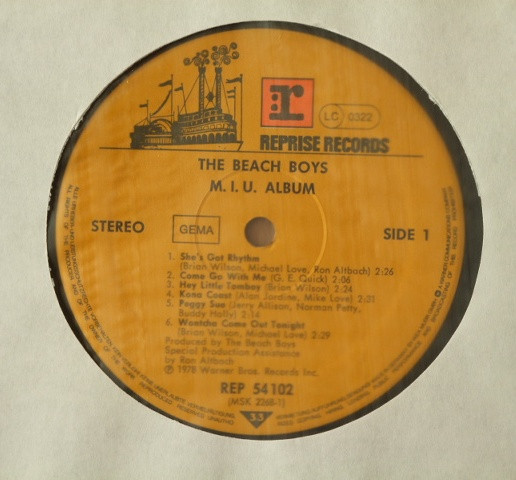 r
LC 0322
REPRISE RECORDS
THE BEACH BOYS
M. I. U. ALBUM
STEREO
GEMA
SIDE 1
1. She's Got Rhythm
(Brian Wilson, Michael Love, Ron Altbach) 2:26
2. Come Go With Me (C. E. Quick) 2:06
3. Hey Little Tomboy (Brian Wilson) 2:24
4. Kona Coast (Alan Jardine, Mike Love) 2:31
5. Peggy Sue (Jerry Allison, Norman Petty,
Buddy Holly) 2:14
6. Wontcha Come Out Tonight
(Brian Wilson, Michael Love) 2:29
Produced by The Beach Boys
Special Production Assistance
by Ron Altbach
℗ 1978 Warner Bros. Records Inc.
REP 54 102
(MSK 2268-1)
33